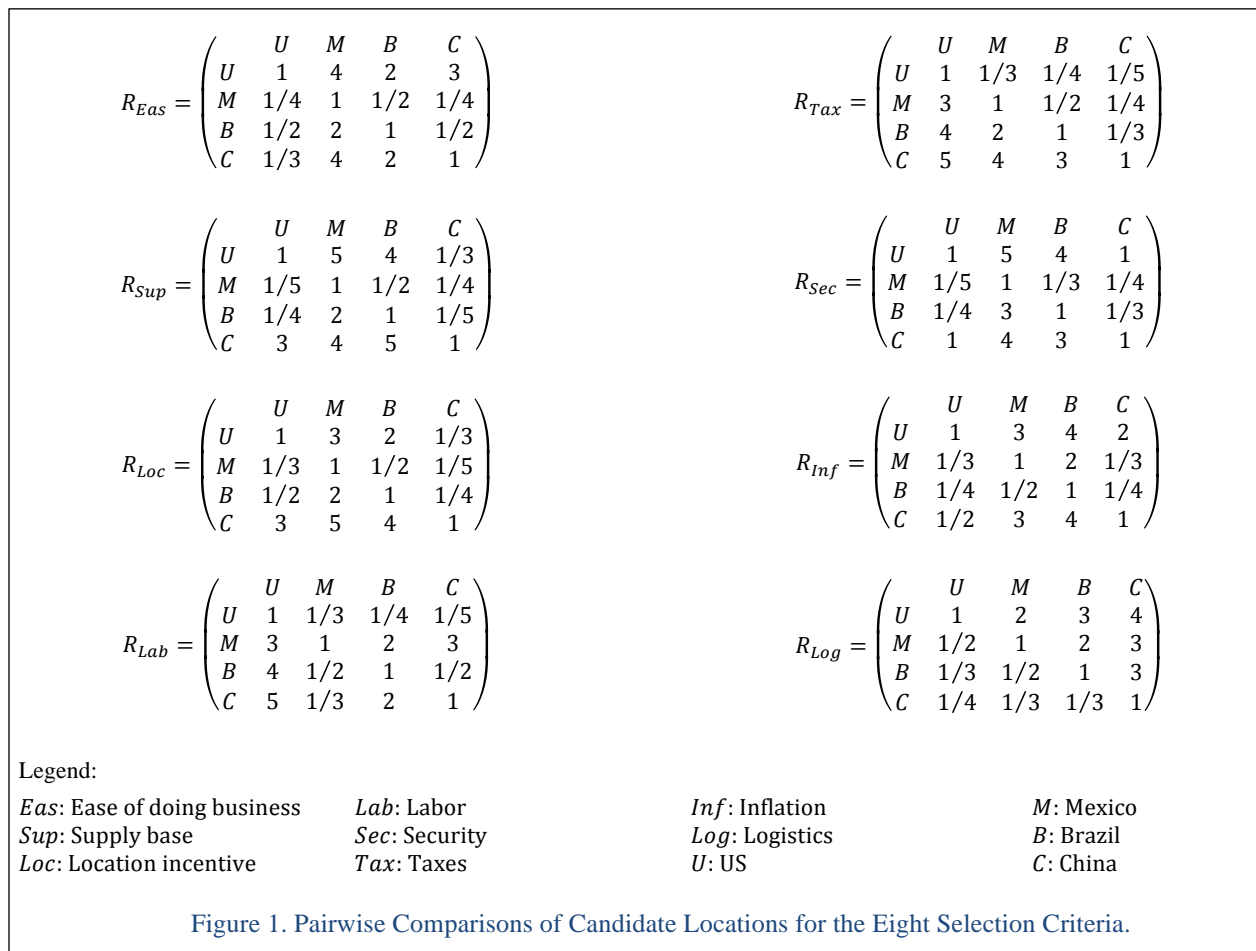 U M B C
U 1 4 2 3
R_Eas = M 1/4 1 1/2 1/4
B 1/2 2 1 1/2
C 1/3 4 2 1
U M B C
U 1 1/3 1/4 1/5
R_Tax = M 3 1 1/2 1/4
B 4 2 1 1/3
C 5 4 3 1
U M B C
U 1 5 4 1/3
R_Sup = M 1/5 1 1/2 1/4
B 1/4 2 1 1/5
C 3 4 5 1
U M B C
U 1 5 4 1
R_Sec = M 1/5 1 1/3 1/4
B 1/4 3 1 1/3
C 1 4 3 1
U M B C
U 1 3 2 1/3
R_Loc = M 1/3 1 1/2 1/5
B 1/2 2 1 1/4
C 3 5 4 1
U M B C
U 1 3 4 2
R_Inf = M 1/3 1 2 1/3
B 1/4 1/2 1 1/4
C 1/2 3 4 1
U M B C
U 1 1/3 1/4 1/5
R_Lab = M 3 1 2 3
B 4 1/2 1 1/2
C 5 1/3 2 1
U M B C
U 1 2 3 4
R_Log = M 1/2 1 2 3
B 1/3 1/2 1 3
C 1/4 1/3 1/3 1
Legend:
Eas: Ease of doing business Lab: Labor Inf: Inflation M: Mexico
Sup: Supply base Sec: Security Log: Logistics B: Brazil
Loc: Location incentive Tax: Taxes U: US C: China
Figure 1. Pairwise Comparisons of Candidate Locations for the Eight Selection Criteria.